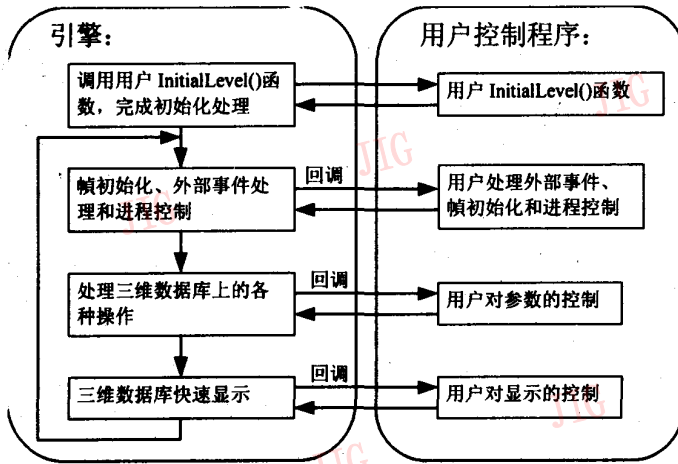 引擎:
用户控制程序:
调用用户 InitialLevel()函
数，完成初始化处理
用户 InitialLevel()函数
JIG
JIG
帧初始化、外部事件处
理和进程控制
回调
用户处理外部事件、
帧初始化和进程控制
JIG
处理三维数据库上的各
种操作
回调
用户对参数的控制
三维数据库快速显示
回调
用户对显示的控制
JIG
JIG